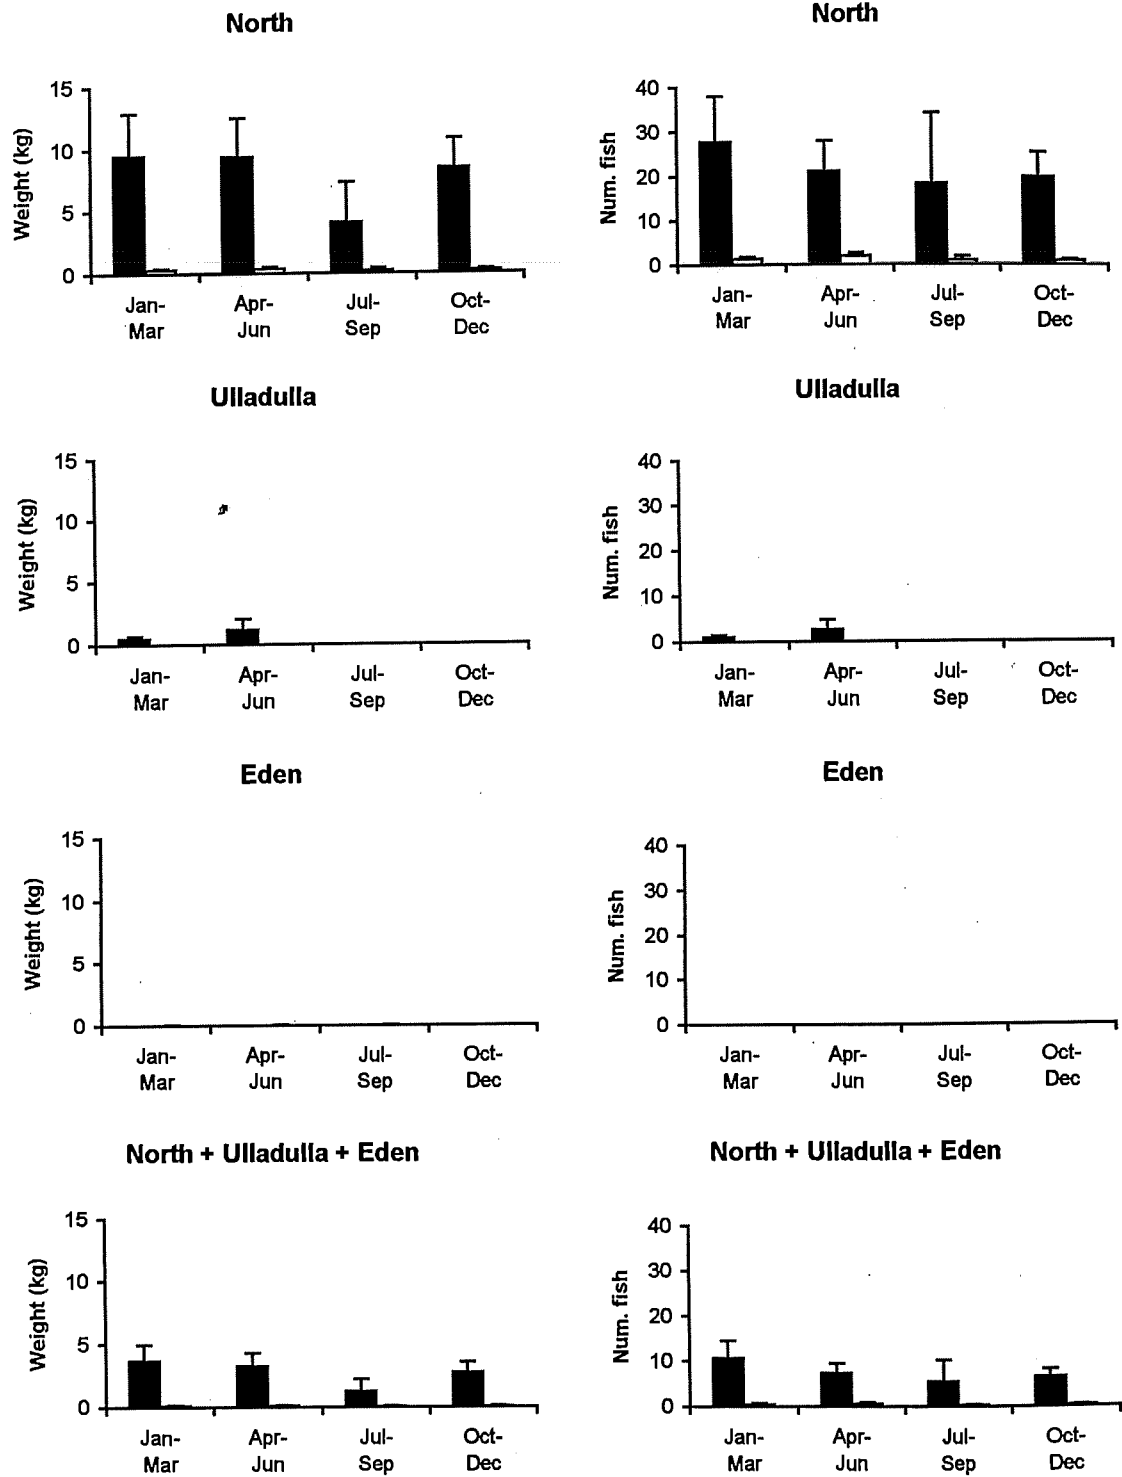 North
Weight (kg)
15
10
5
0
Jan-
Mar
Apr-
Jun
Jul-
Sep
Oct-
Dec
North
Num. fish
40
30
20
10
0
Jan-
Mar
Apr-
Jun
Jul-
Sep
Oct-
Dec
Ulladulla
Weight (kg)
15
10
5
0
Jan-
Mar
Apr-
Jun
Jul-
Sep
Oct-
Dec
Ulladulla
Num. fish
40
30
20
10
0
Jan-
Mar
Apr-
Jun
Jul-
Sep
Oct-
Dec
Eden
Weight (kg)
15
10
5
0
Jan-
Mar
Apr-
Jun
Jul-
Sep
Oct-
Dec
Eden
Num. fish
40
30
20
10
0
Jan-
Mar
Apr-
Jun
Jul-
Sep
Oct-
Dec
North + Ulladulla + Eden
Weight (kg)
15
10
5
0
Jan-
Mar
Apr-
Jun
Jul-
Sep
Oct-
Dec
North + Ulladulla + Eden
Num. fish
40
30
20
10
0
Jan-
Mar
Apr-
Jun
Jul-
Sep
Oct-
Dec